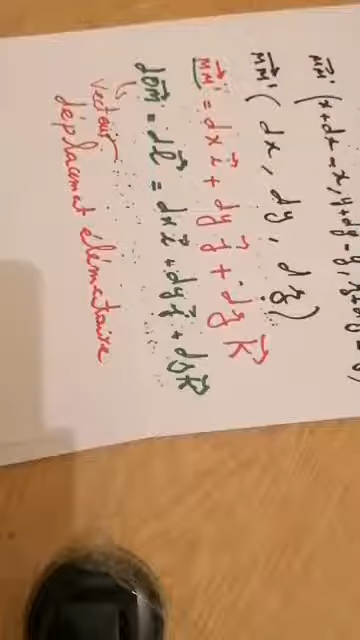 MM' (x+dx-x, y+dy-y, z+dz-z)
MM' (dx, dy, dz)
MM' = dx i + dy j + dz k
dOM = dl = dx i + dy j + dz k
Vecteur
déplacement élémentaire